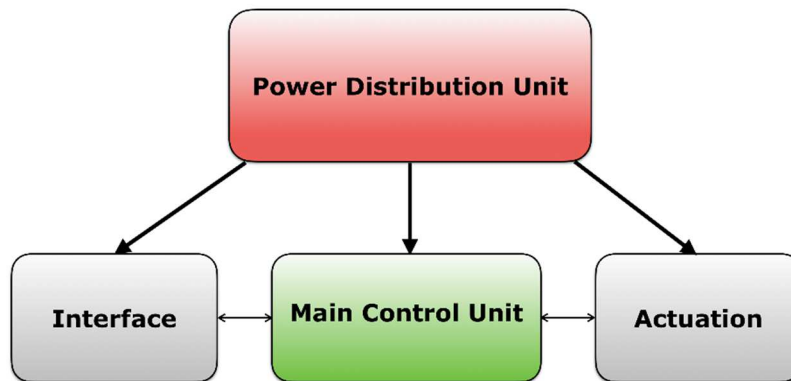 Power Distribution Unit
Interface
Main Control Unit
Actuation